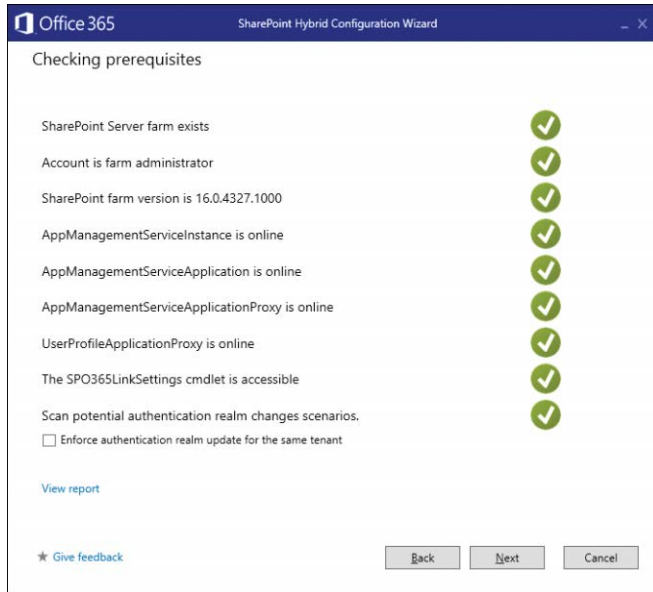 Office 365
SharePoint Hybrid Configuration Wizard
Checking prerequisites
SharePoint Server farm exists
Account is farm administrator
SharePoint farm version is 16.0.4327.1000
AppManagementServiceInstance is online
AppManagementServiceApplication is online
AppManagementServiceApplicationProxy is online
UserProfileApplicationProxy is online
The SPO365LinkSettings cmdlet is accessible
Scan potential authentication realm changes scenarios.
Enforce authentication realm update for the same tenant
View report
Give feedback
Back
Next
Cancel